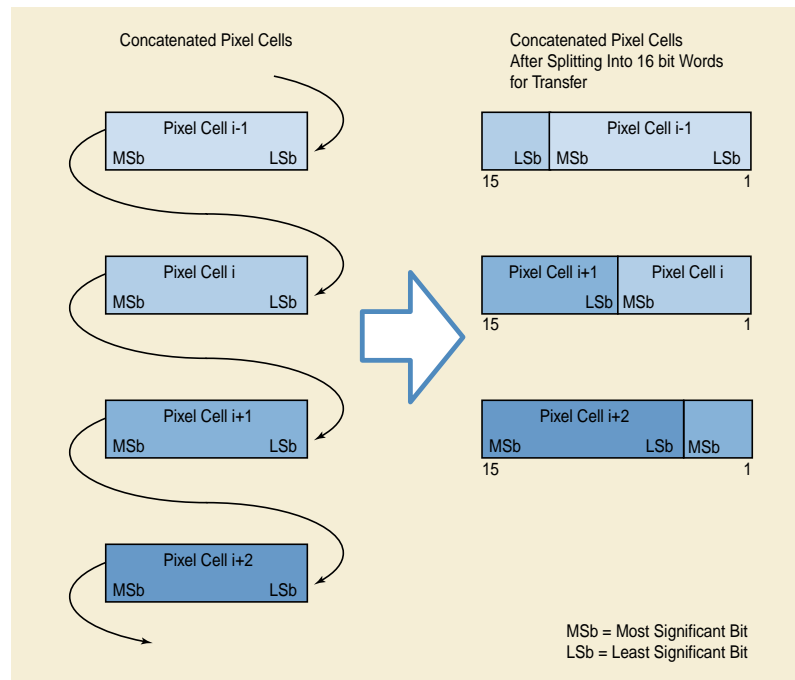 Concatenated Pixel Cells
Pixel Cell i-1
MSb LSb
Pixel Cell i
MSb LSb
Pixel Cell i+1
MSb LSb
Pixel Cell i+2
MSb LSb
Concatenated Pixel Cells
After Splitting Into 16 bit Words
for Transfer
Pixel Cell i-1
LSb MSb LSb
15 1
Pixel Cell i+1 Pixel Cell i
LSb MSb
15 1
Pixel Cell i+2
MSb LSb MSb
15 1
MSb = Most Significant Bit
LSb = Least Significant Bit